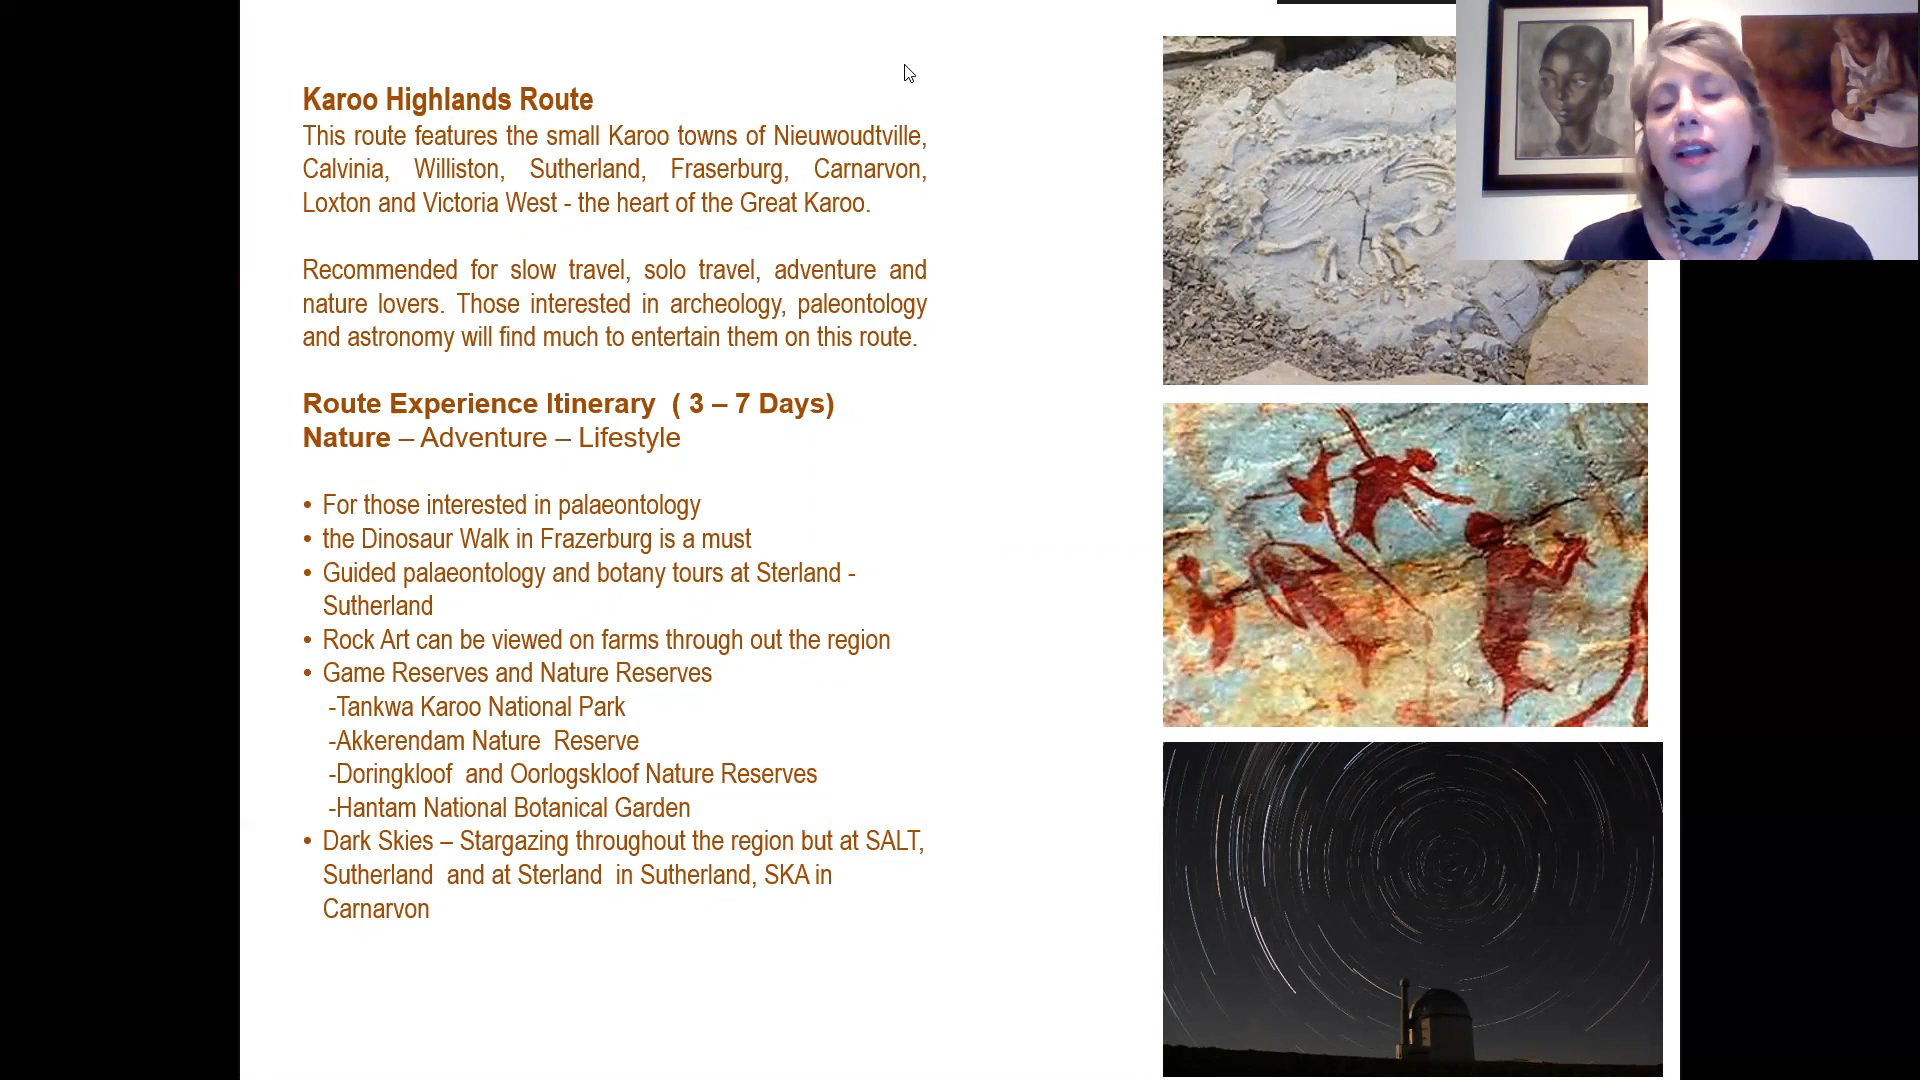 Karoo Highlands Route
This route features the small Karoo towns of Nieuwoudtville,
Calvinia, Williston, Sutherland, Fraserburg, Carnarvon,
Loxton and Victoria West - the heart of the Great Karoo.
Recommended for slow travel, solo travel, adventure and
nature lovers. Those interested in archeology, paleontology
and astronomy will find much to entertain them on this route.
Route Experience Itinerary ( 3 – 7 Days)
Nature – Adventure – Lifestyle
• For those interested in palaeontology
• the Dinosaur Walk in Frazerburg is a must
• Guided palaeontology and botany tours at Sterland -
Sutherland
• Rock Art can be viewed on farms through out the region
• Game Reserves and Nature Reserves
-Tankwa Karoo National Park
-Akkerendam Nature Reserve
-Doringkloof and Oorlogskloof Nature Reserves
-Hantam National Botanical Garden
• Dark Skies – Stargazing throughout the region but at SALT,
Sutherland and at Sterland in Sutherland, SKA in
Carnarvon